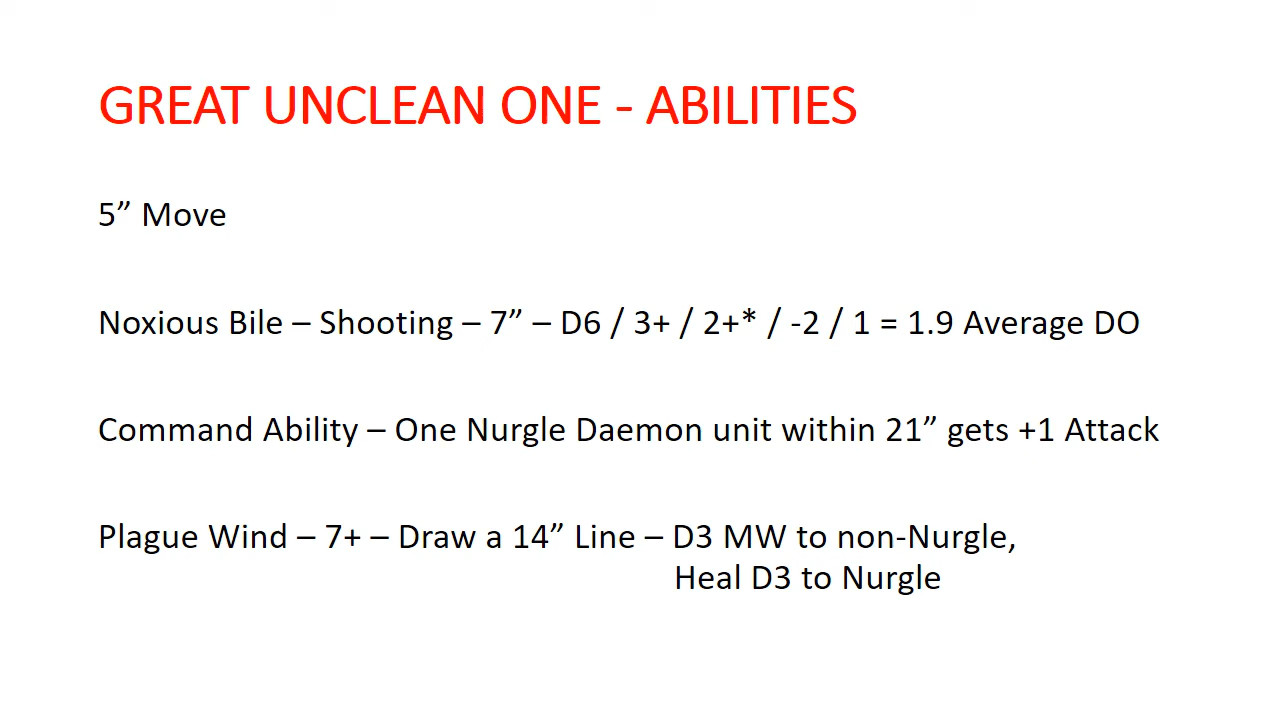 GREAT UNCLEAN ONE - ABILITIES
5” Move
Noxious Bile – Shooting – 7” – D6 / 3+ / 2+* / -2 / 1 = 1.9 Average DO
Command Ability – One Nurgle Daemon unit within 21” gets +1 Attack
Plague Wind – 7+ – Draw a 14” Line – D3 MW to non-Nurgle,
Heal D3 to Nurgle